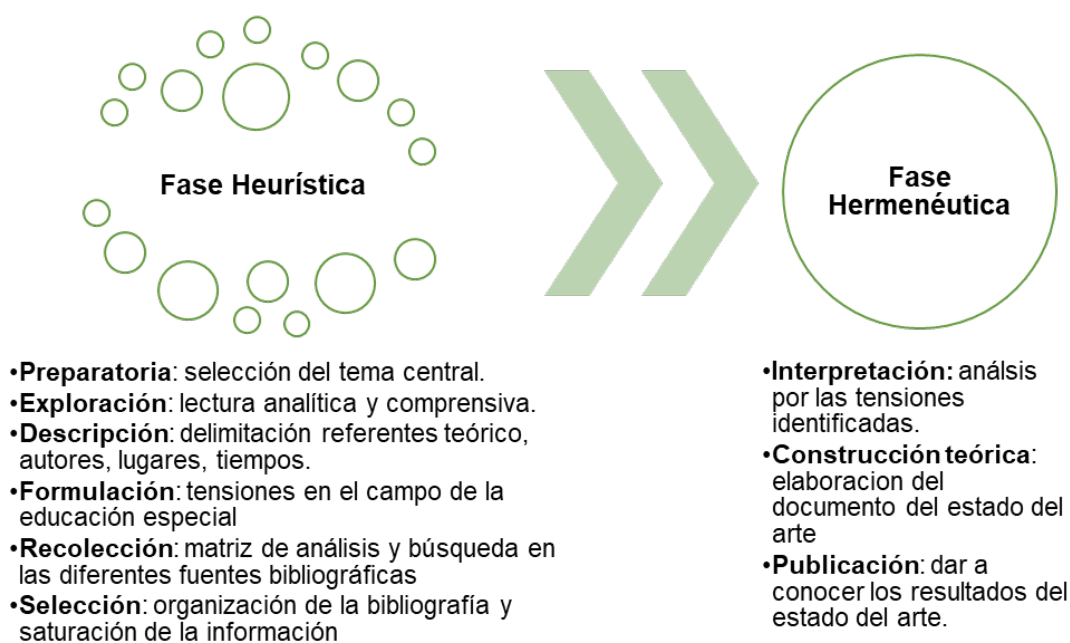 Fase Heurística
•Preparatoria: selección del tema central.
•Exploración: lectura analítica y comprensiva.
•Descripción: delimitación referentes teórico,
autores, lugares, tiempos.
•Formulación: tensiones en el campo de la
educación especial
•Recolección: matriz de análisis y búsqueda en
las diferentes fuentes bibliográficas
•Selección: organización de la bibliografía y
saturación de la información
Fase
Hermenéutica
•Interpretación: análsis
por las tensiones
identificadas.
•Construcción teórica:
elaboracion del
documento del estado del
arte
•Publicación: dar a
conocer los resultados del
estado del arte.